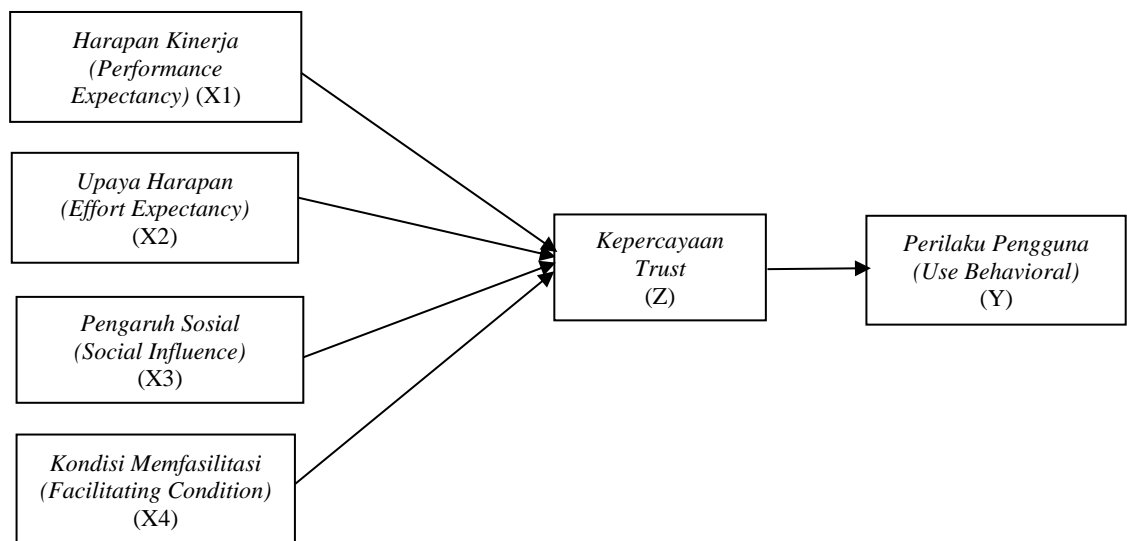 Harapan Kinerja
(Performance
Expectancy) (X1)
Upaya Harapan
(Effort Expectancy)
(X2)
Pengaruh Sosial
(Social Influence)
(X3)
Kondisi Memfasilitasi
(Facilitating Condition)
(X4)
Kepercayaan
Trust
(Z)
Perilaku Pengguna
(Use Behavioral)
(Y)